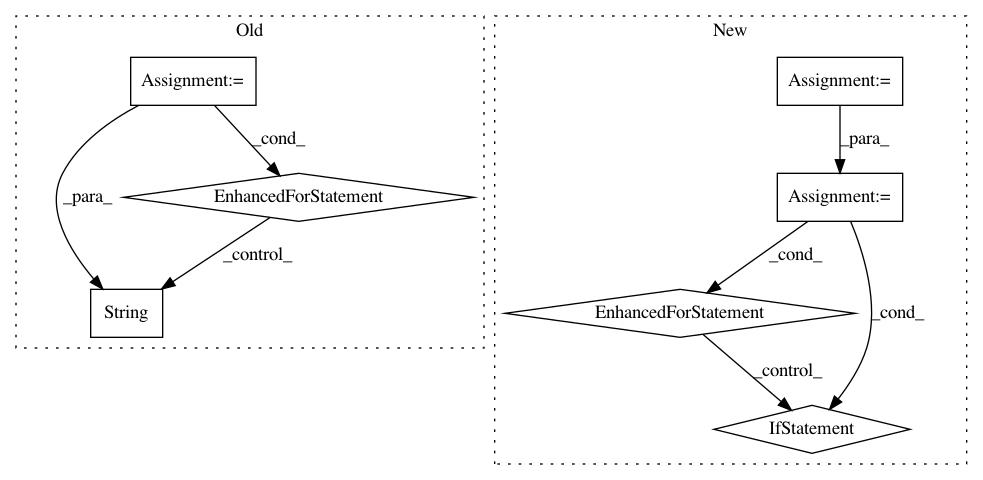 Old
Assignment:=
_cond_
_para_
EnhancedForStatement
_control_
String
New
Assignment:=
_para_
Assignment:=
_cond_
EnhancedForStatement
_cond_
_control_
IfStatement